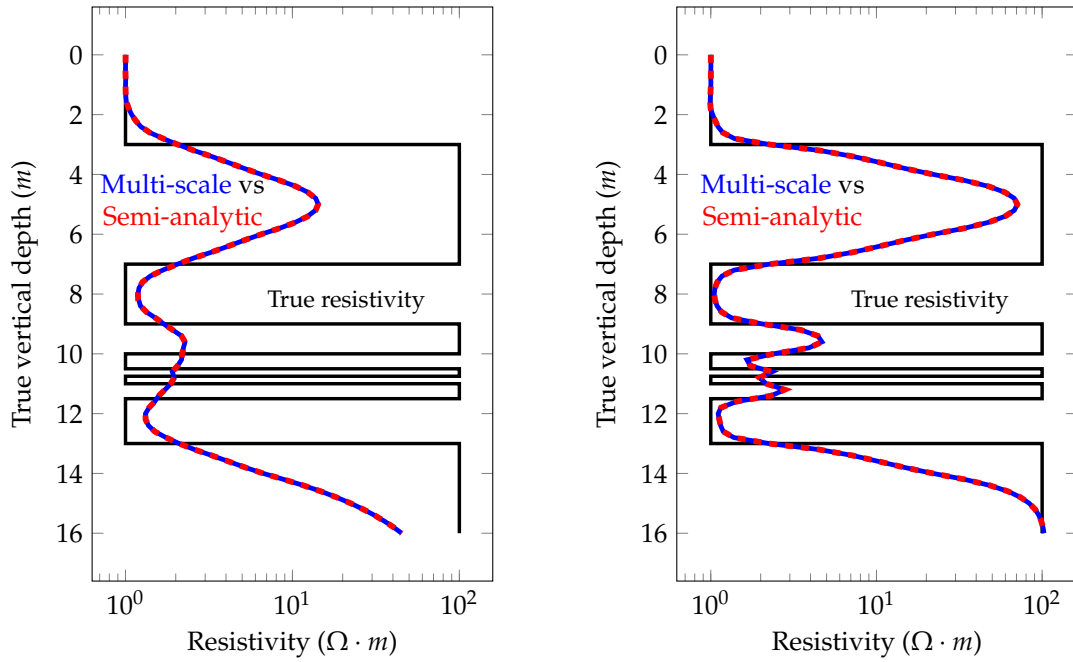 0
2
4
6
8
10
12
14
16
True vertical depth (m)
Multi-scale vs
Semi-analytic
True resistivity
10⁰
10¹
10²
Resistivity (Ω · m)
0
2
4
6
8
10
12
14
16
True vertical depth (m)
Multi-scale vs
Semi-analytic
True resistivity
10⁰
10¹
10²
Resistivity (Ω · m)